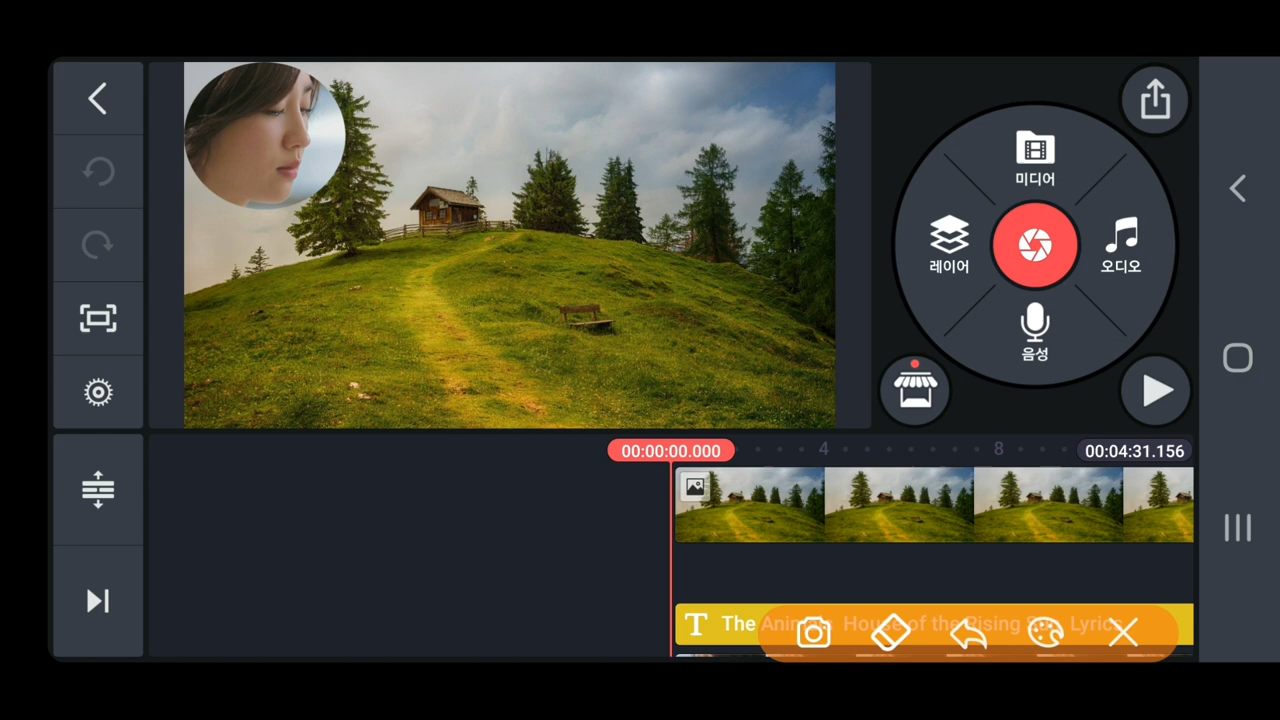 미디어
레이어
오디오
음성
00:00:00.000
4
8
00:04:31.156
T The Animals House of the Rising Sun Lyrics